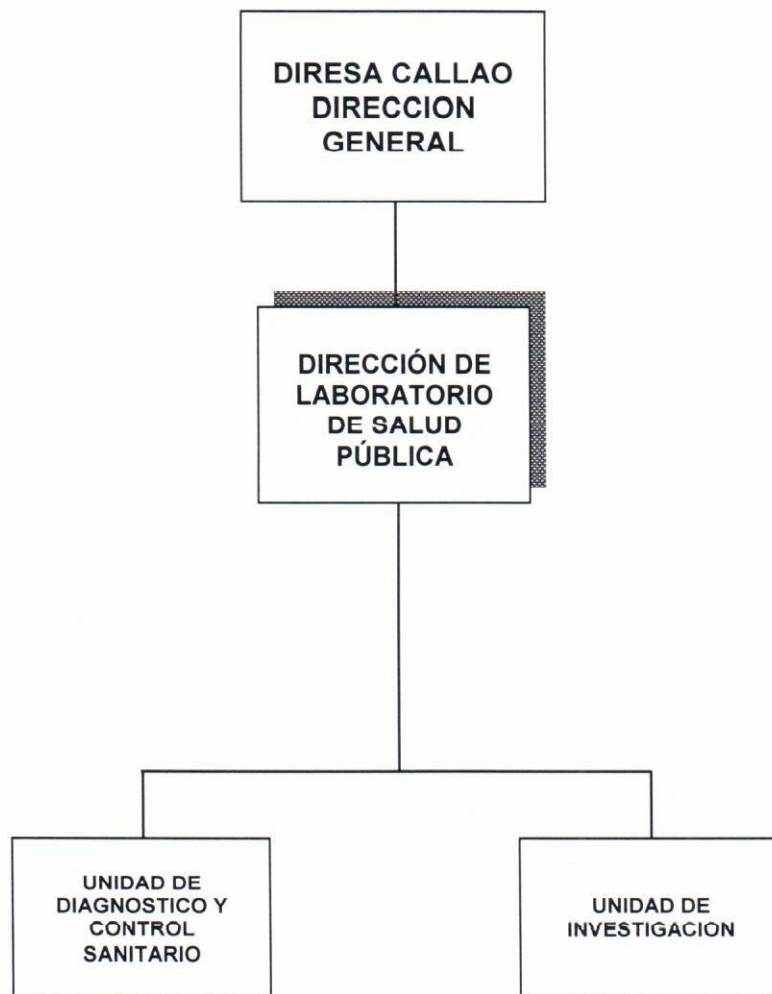 DIRESA CALLAO
DIRECCION
GENERAL
DIRECCIÓN DE
LABORATORIO
DE SALUD
PÚBLICA
UNIDAD DE
DIAGNOSTICO Y
CONTROL
SANITARIO
UNIDAD DE
INVESTIGACION